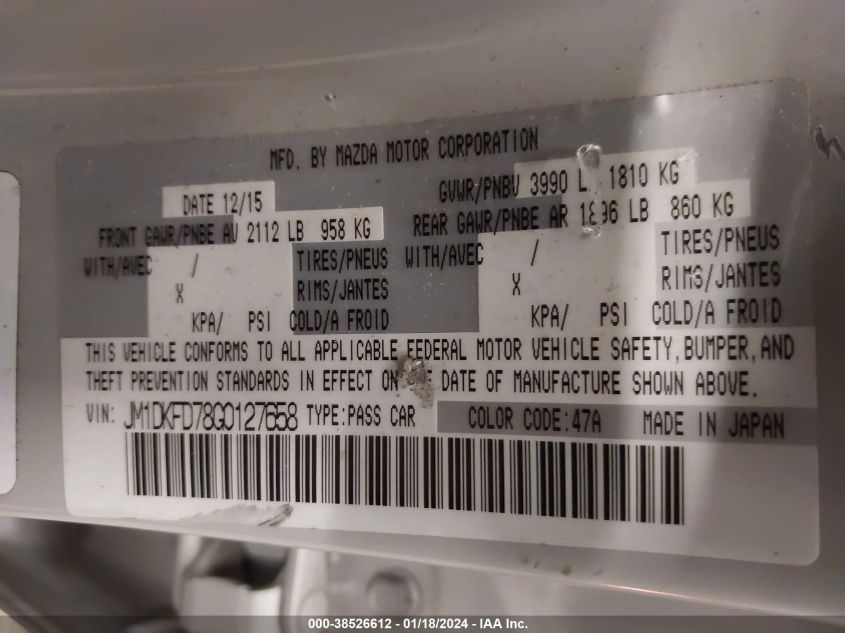 MFD. BY MAZDA MOTOR CORPORATION
DATE 12/15 GVWR/PNBV 3990 L 1810 KG
FRONT GAWR/PNBE AV 2112 LB 958 KG REAR GAWR/PNBE AR 1896 LB 860 KG
WITH/AVEC / TIRES/PNEUS WITH/AVEC / TIRES/PNEUS
X RIMS/JANTES X RIMS/JANTES
KPA/ PSI COLD/A FROID KPA/ PSI COLD/A FROID
THIS VEHICLE CONFORMS TO ALL APPLICABLE FEDERAL MOTOR VEHICLE SAFETY, BUMPER, AND
THEFT PREVENTION STANDARDS IN EFFECT ON DATE OF MANUFACTURE SHOWN ABOVE.
VIN: JM1DKFD78G0127658 TYPE:PASS CAR COLOR CODE:47A MADE IN JAPAN
000-38526612 - 01/18/2024 - IAA Inc.